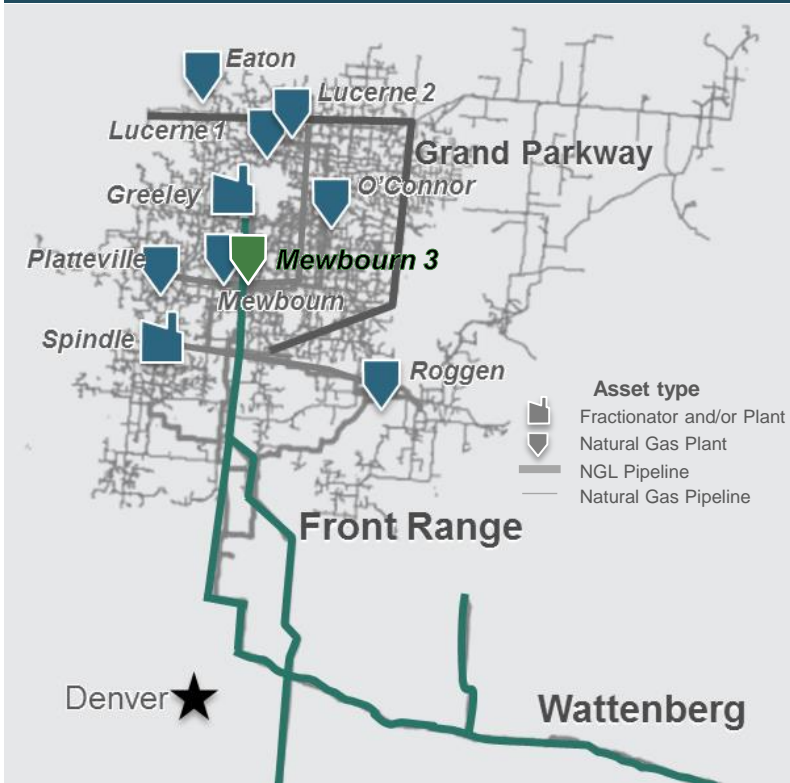 Eaton
Lucerne 2
Lucerne 1
Grand Parkway
Greeley
O'Connor
Platteville
Mewbourn 3
Mewbourn
Spindle
Roggen
Asset type
Fractionator and/or Plant
Natural Gas Plant
NGL Pipeline
Natural Gas Pipeline
Front Range
Denver
Wattenberg